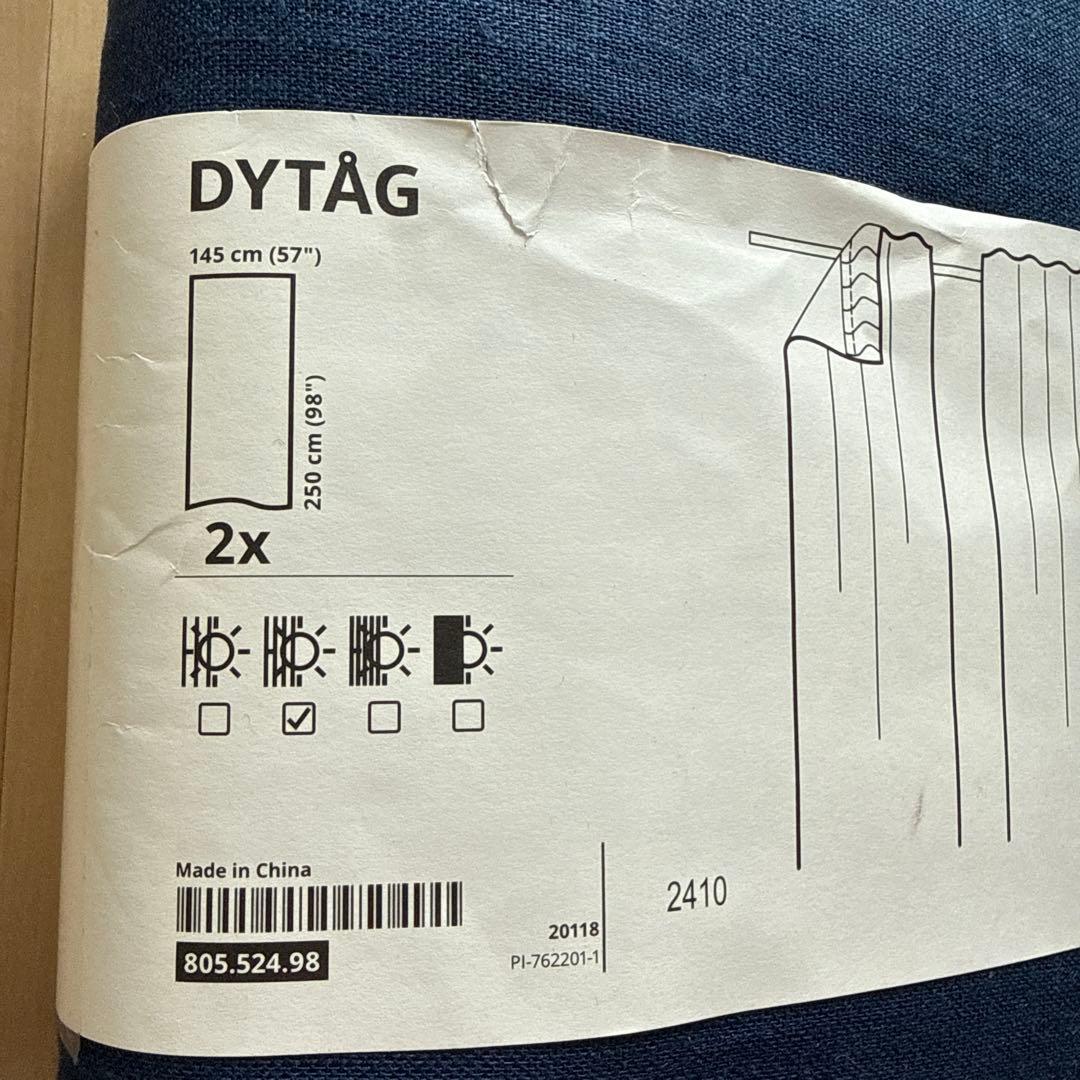 DYTÅG
145 cm (57")
250 cm (98")
2x
Made in China
805.524.98
20118
PI-762201-1
2410